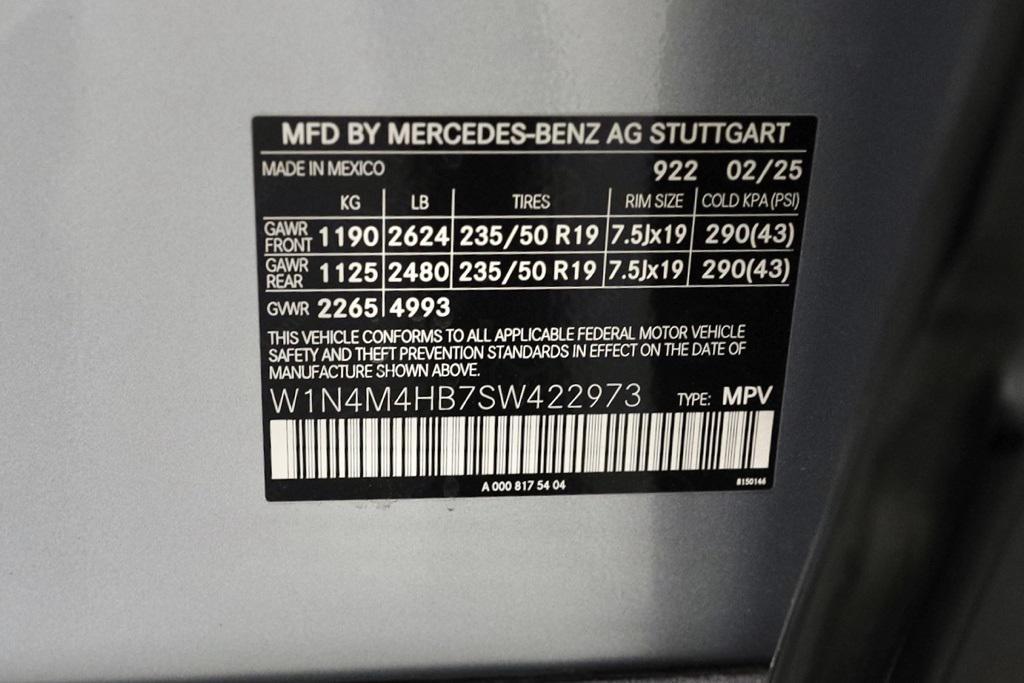 MFD BY MERCEDES-BENZ AG STUTTGART
MADE IN MEXICO 922 02/25
KG LB TIRES RIM SIZE COLD KPA (PSI)
GAWR FRONT 1190 2624 235/50 R19 7.5Jx19 290(43)
GAWR REAR 1125 2480 235/50 R19 7.5Jx19 290(43)
GVWR 2265 4993
THIS VEHICLE CONFORMS TO ALL APPLICABLE FEDERAL MOTOR VEHICLE
SAFETY AND THEFT PREVENTION STANDARDS IN EFFECT ON THE DATE OF
MANUFACTURE SHOWN ABOVE.
W1N4M4HB7SW422973 TYPE: MPV
A 000 817 54 04 8150146